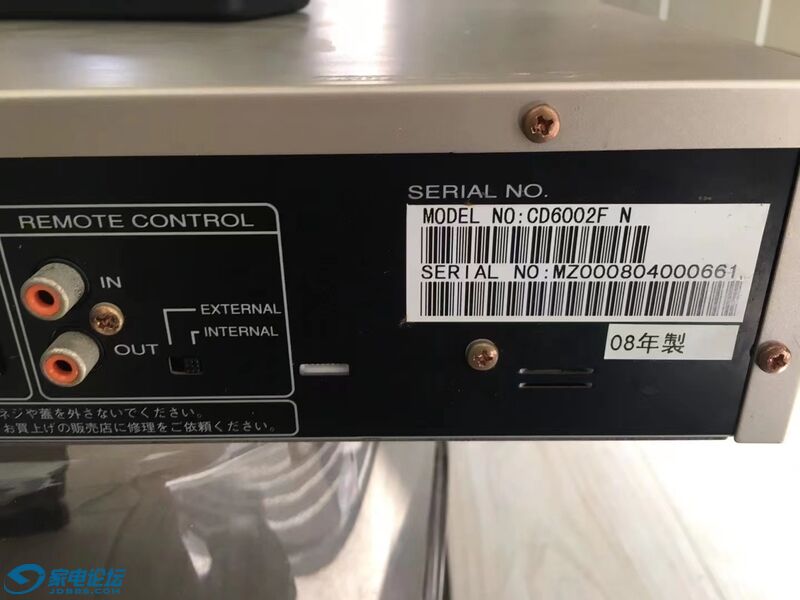 SERIAL NO.
MODEL NO:CD6002F N
SERIAL NO:MZ000804000661
08年製
REMOTE CONTROL
IN
OUT
EXTERNAL
INTERNAL
ネジや蓋を外さないでください。
お買上げの販売店に修理をご依頼ください。
家电论坛
JDBBS.COM